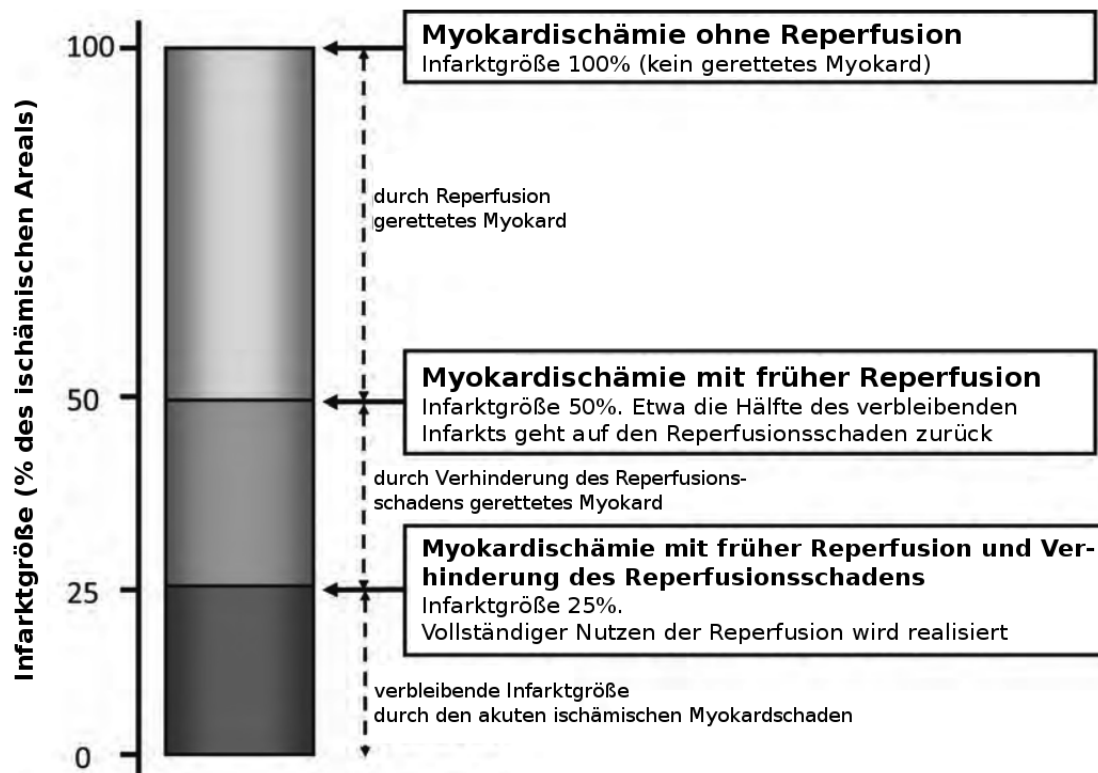 Infarktgröße (% des ischämischen Areals)
100
Myokardischämie ohne Reperfusion
Infarktgröße 100% (kein gerettetes Myokard)
durch Reperfusion
gerettetes Myokard
50
Myokardischämie mit früher Reperfusion
Infarktgröße 50%. Etwa die Hälfte des verbleibenden
Infarkts geht auf den Reperfusionsschaden zurück
durch Verhinderung des Reperfusions-
schadens gerettetes Myokard
25
Myokardischämie mit früher Reperfusion und Ver-
hinderung des Reperfusionsschadens
Infarktgröße 25%.
Vollständiger Nutzen der Reperfusion wird realisiert
verbleibende Infarktgröße
durch den akuten ischämischen Myokardschaden
0